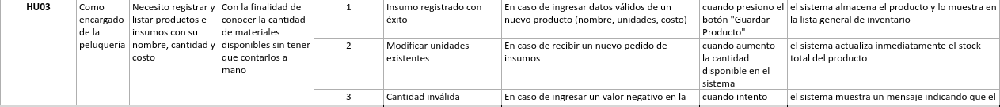 HU03
Como
encargado
de la
peluquería
Necesito registrar y
listar productos e
insumos con su
nombre, cantidad y
costo
Con la finalidad de
conocer la cantidad
de materiales
disponibles sin tener
que contarlos a
mano
1
Insumo registrado con
éxito
En caso de ingresar datos válidos de un
nuevo producto (nombre, unidades, costo)
cuando presiono el
botón "Guardar
Producto"
el sistema almacena el producto y lo muestra en
la lista general de inventario
2
Modificar unidades
existentes
En caso de recibir un nuevo pedido de
insumos
cuando aumento
la cantidad
disponible en el
sistema
el sistema actualiza inmediatamente el stock
total del producto
3
Cantidad inválida
En caso de ingresar un valor negativo en la
cuando intento
el sistema muestra un mensaje indicando que el